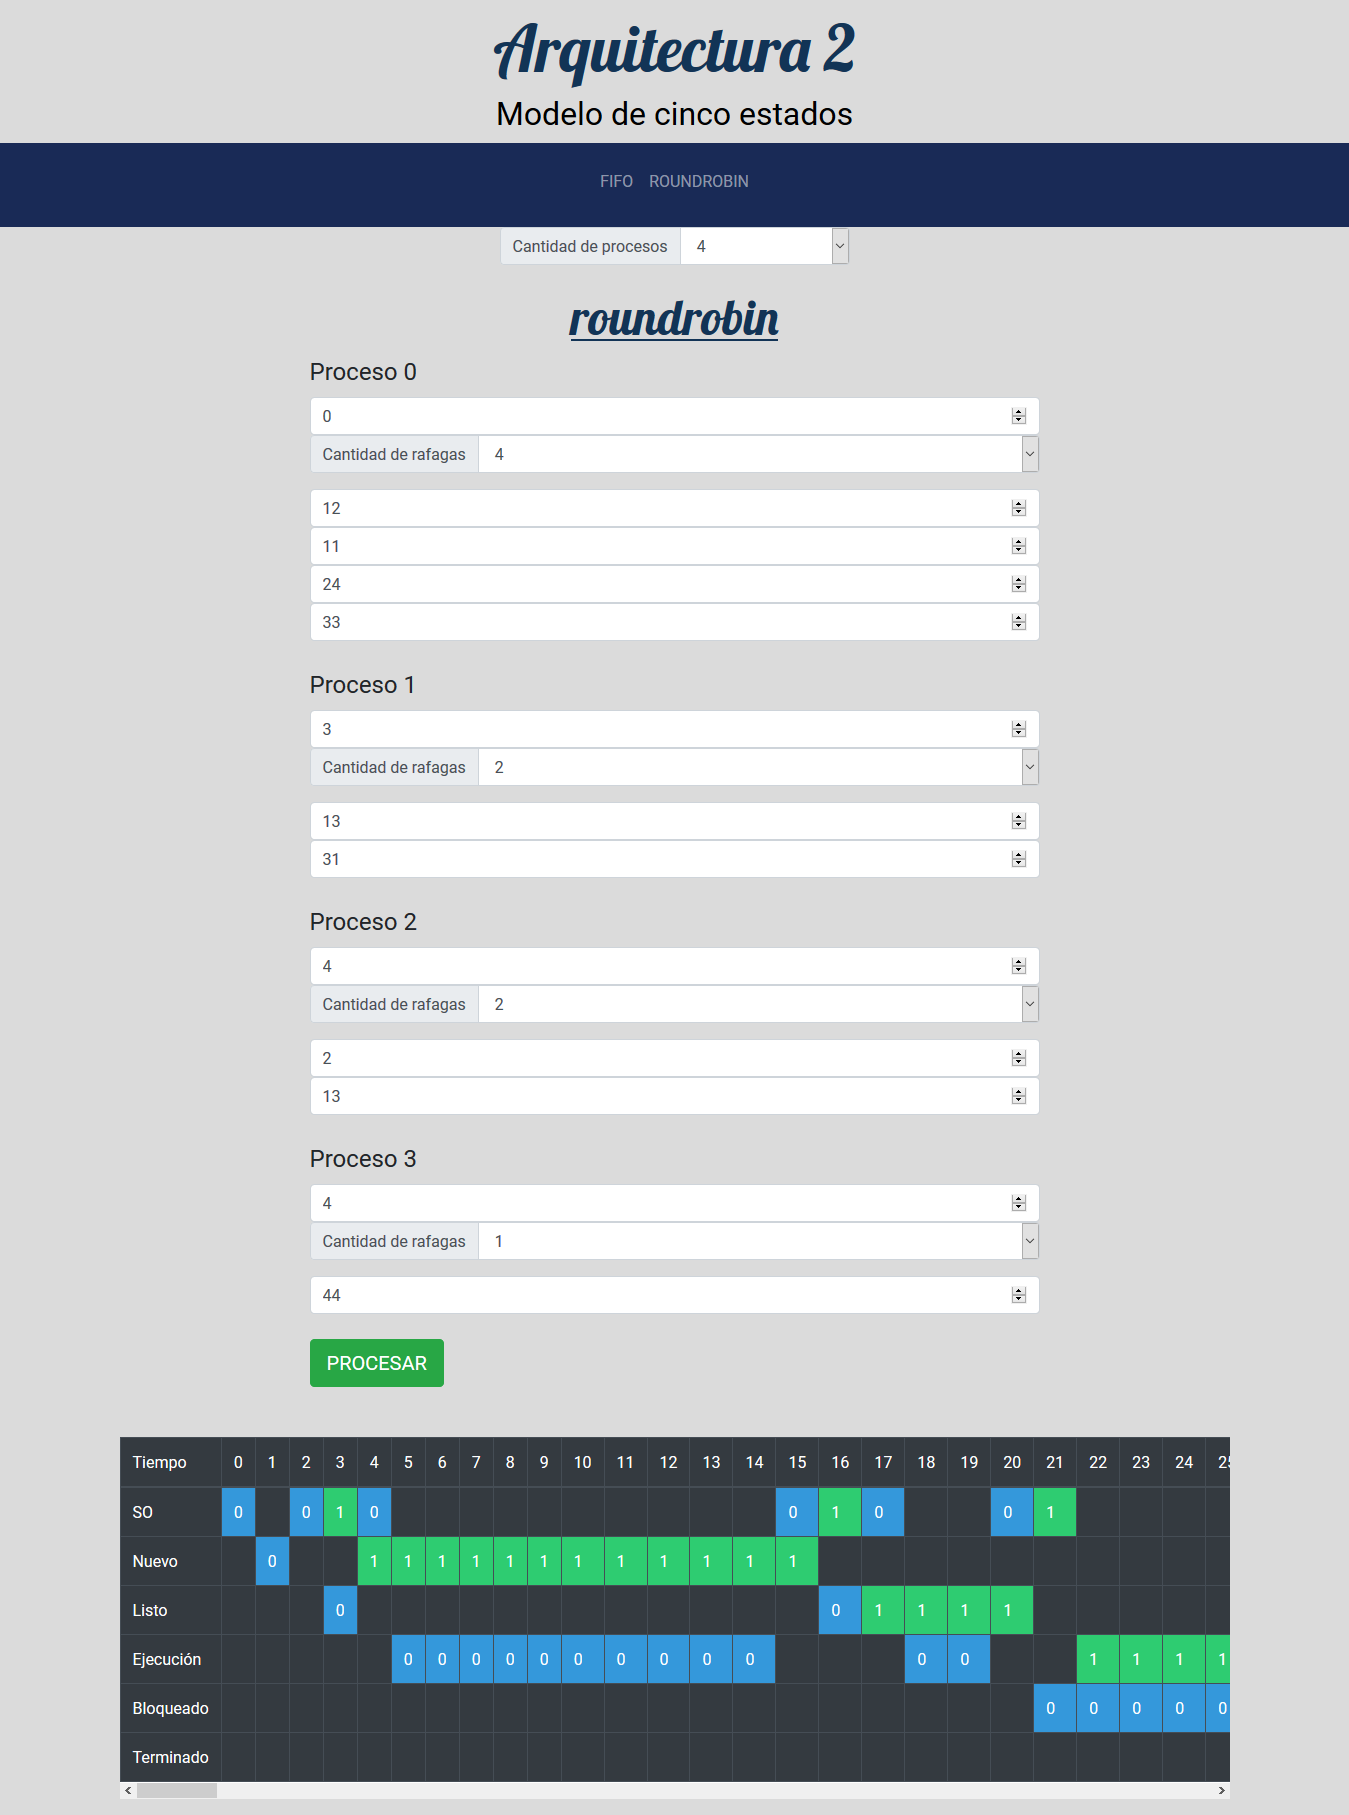 Arquitectura 2
Modelo de cinco estados
FIFO ROUNDROBIN
Cantidad de procesos 4
roundrobin
Proceso 0
0
Cantidad de rafagas 4
12
11
24
33
Proceso 1
3
Cantidad de rafagas 2
13
31
Proceso 2
4
Cantidad de rafagas 2
2
13
Proceso 3
4
Cantidad de rafagas 1
44
PROCESAR
Tiempo 0 1 2 3 4 5 6 7 8 9 10 11 12 13 14 15 16 17 18 19 20 21 22 23 24 25
SO 0 0 1 0 0 1 0 0 1
Nuevo 0 1 1 1 1 1 1 1 1 1 1 1 1
Listo 0 0 1 1 1 1
Ejecución 0 0 0 0 0 0 0 0 0 0 0 0 1 1 1 1
Bloqueado 0 0 0 0 0
Terminado